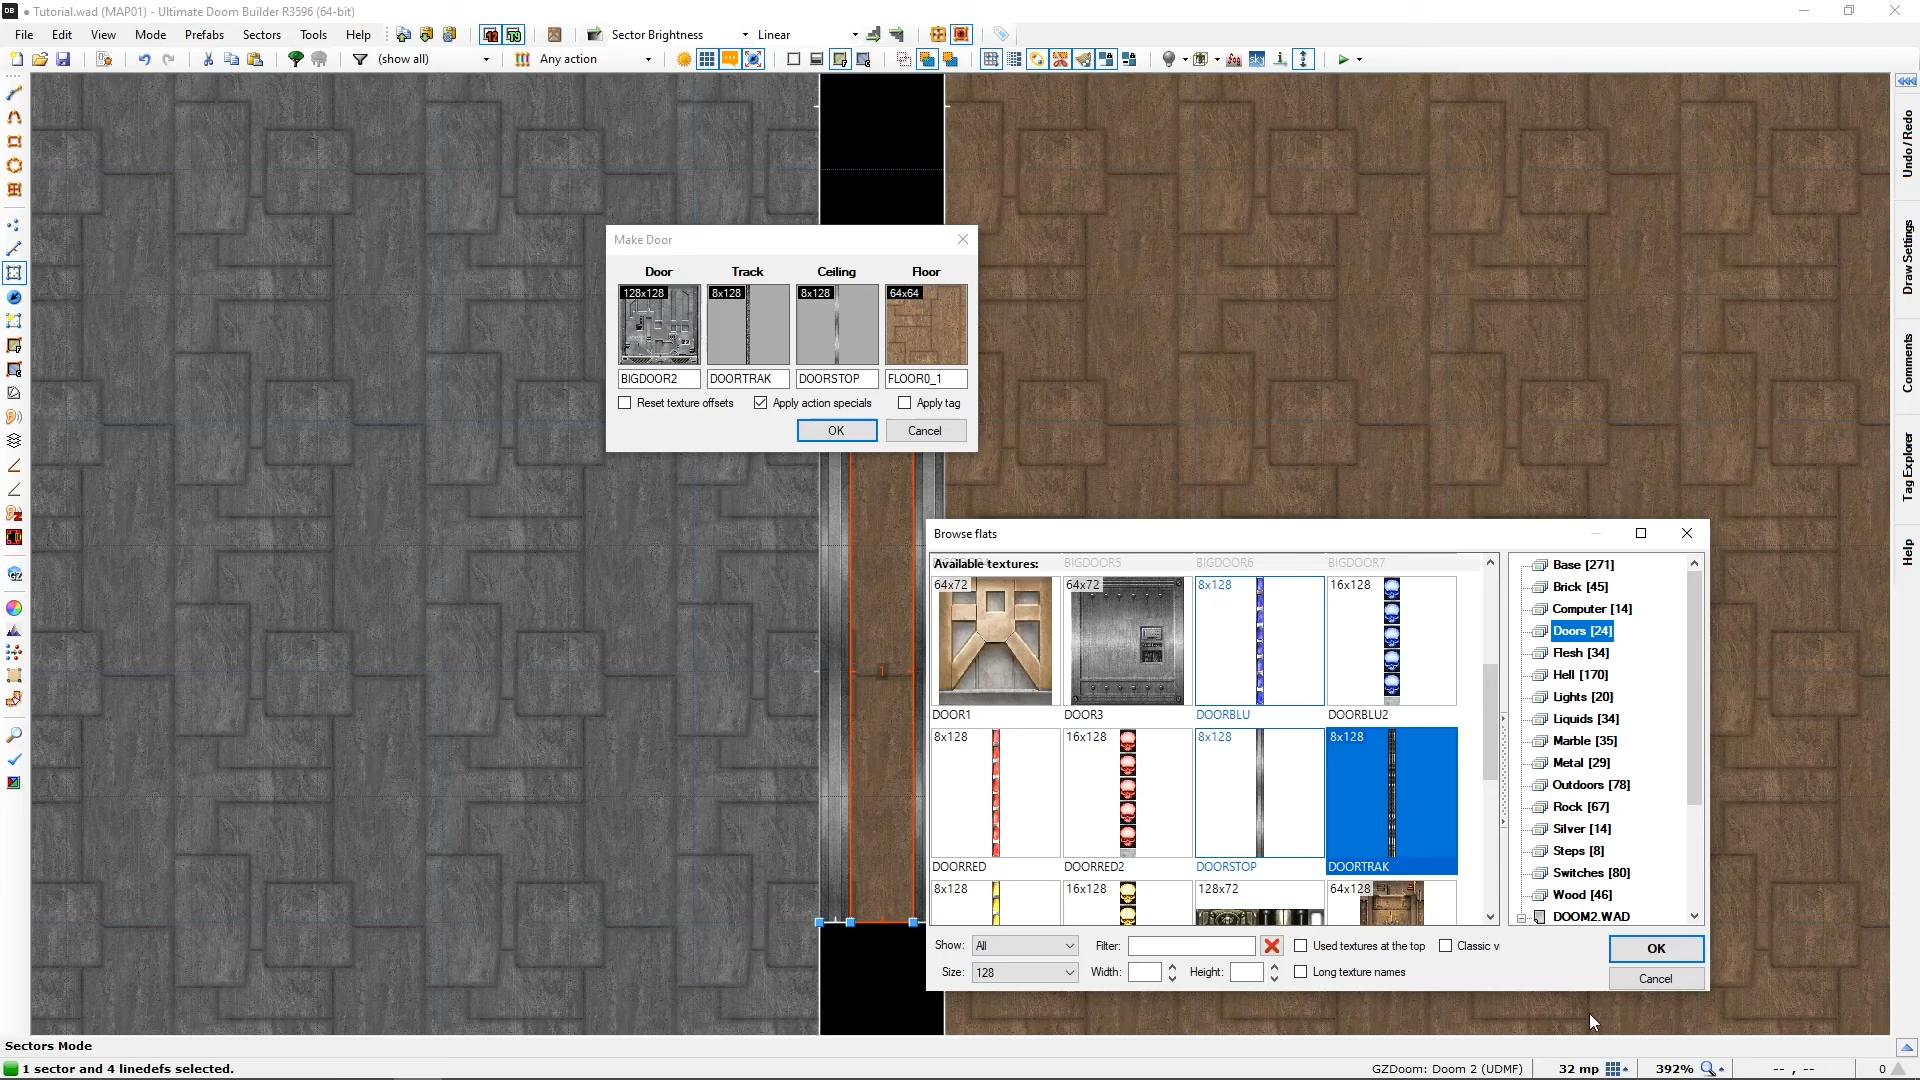 Tutorial.wad (MAP01) - Ultimate Doom Builder R3596 (64-bit)
File Edit View Mode Prefabs Sectors Tools Help
Sector Brightness
Linear
(show all)
Any action
Undo / Redo
Draw Settings
Comments
Tag Explorer
Help
Make Door
Door Track Ceiling Floor
128x128 8x128 8x128 64x64
BIGDOOR2 DOORTRAK DOORSTOP FLOOR0_1
Reset texture offsets Apply action specials Apply tag
OK Cancel
1
Browse flats
Available textures:
BIGDOOR5 BIGDOOR6 BIGDOOR7
64x72 64x72 8x128 16x128
DOOR1 DOOR3 DOORBLU DOORBLU2
8x128 16x128 8x128 8x128
DOORRED DOORRED2 DOORSTOP DOORTRAK
8x128 16x128 128x72 64x128
Base [271]
Brick [45]
Computer [14]
Doors [24]
Flesh [34]
Hell [170]
Lights [20]
Liquids [34]
Marble [35]
Metal [29]
Outdoors [78]
Rock [67]
Silver [14]
Steps [8]
Switches [80]
Wood [46]
DOOM2.WAD
Show: All Filter: Used textures at the top Classic v
Size: 128 Width: Height: Long texture names
OK
Cancel
Sectors Mode
1 sector and 4 linedefs selected.
GZDoom: Doom 2 (UDMF) 32 mp 392% -- , -- 0